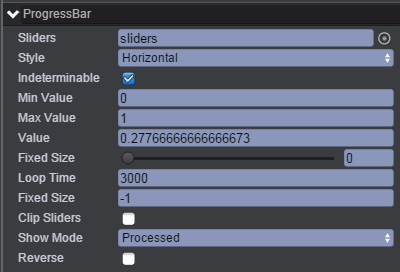 ProgressBar
Sliders sliders
Style Horizontal
Indeterminable
Min Value 0
Max Value 1
Value 0.27766666666666673
Fixed Size 0
Loop Time 3000
Fixed Size -1
Clip Sliders
Show Mode Processed
Reverse